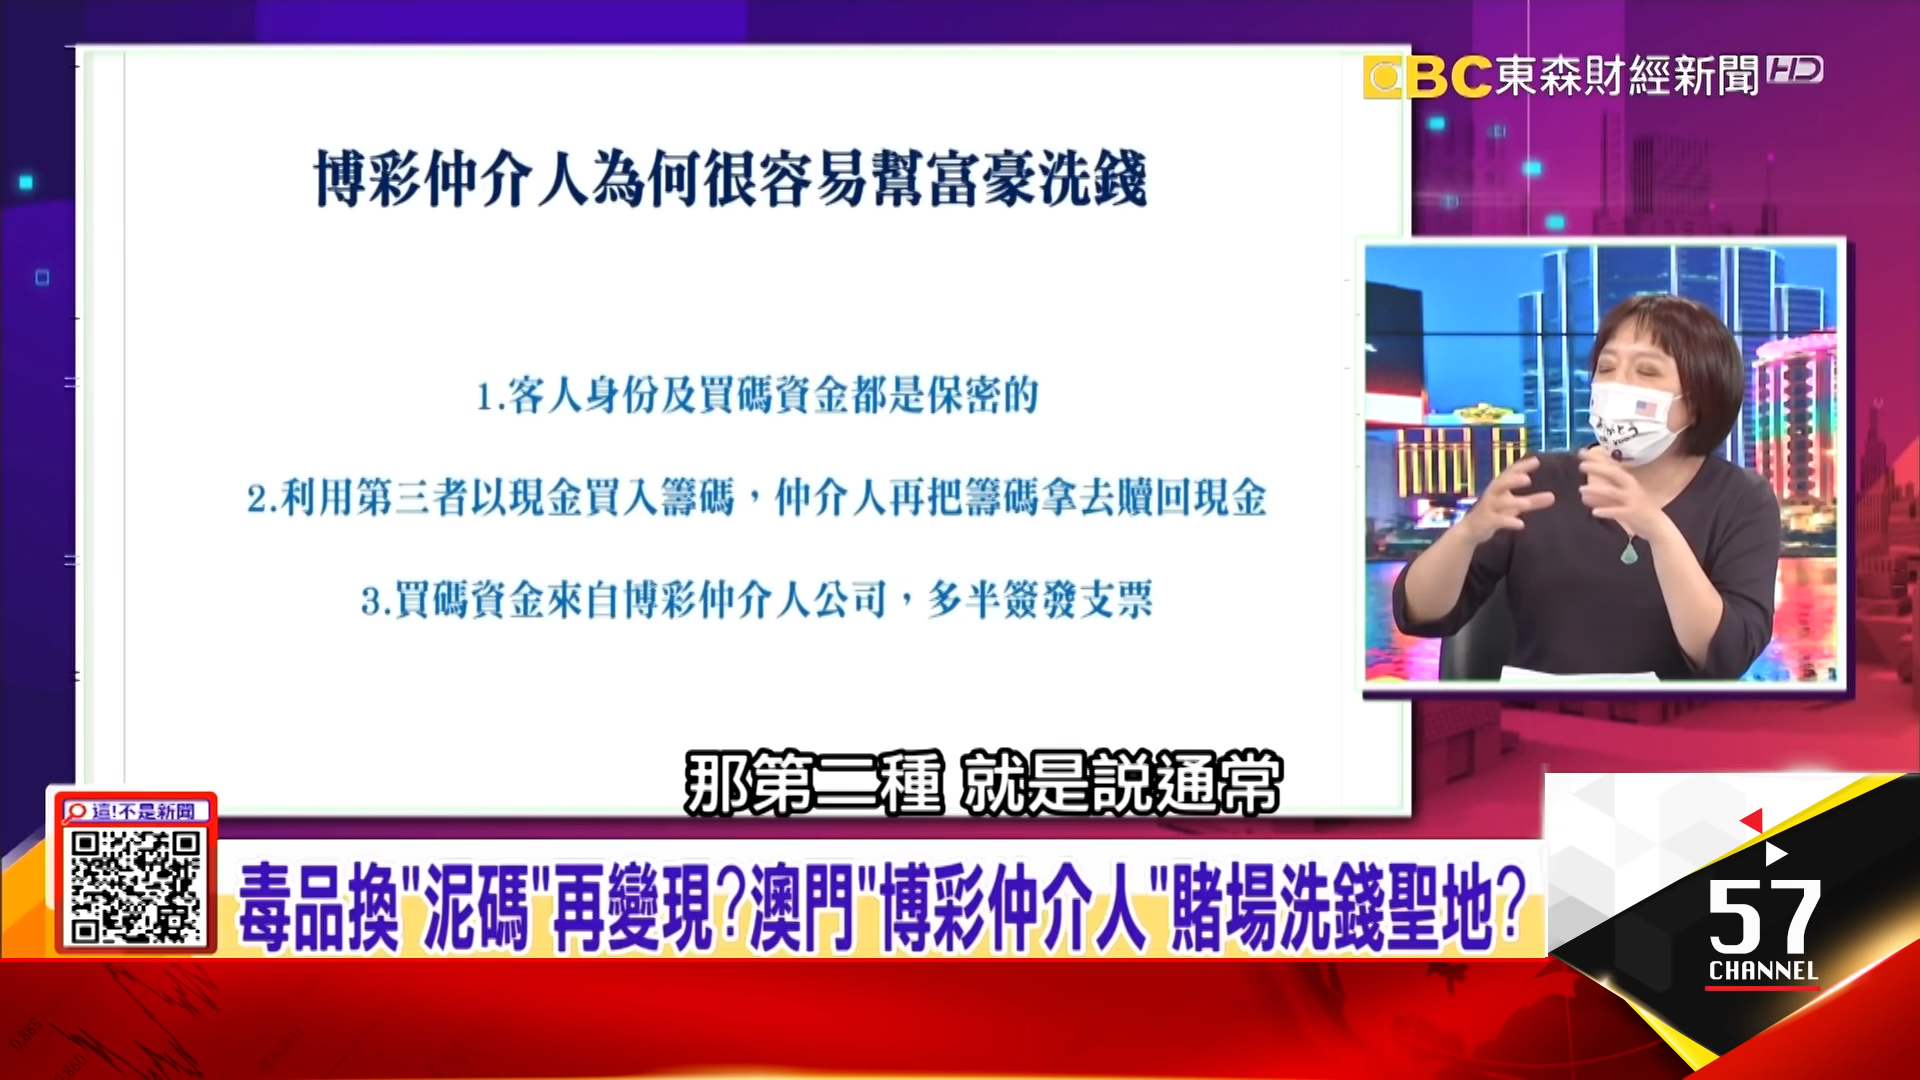 EBC東森財經新聞HD
博彩仲介人為何很容易幫富豪洗錢
1.客人身份及買碼資金都是保密的
2.利用第三者以現金買入籌碼，仲介人再把籌碼拿去贖回現金
3.買碼資金來自博彩仲介人公司，多半簽發支票
那第二種 就是說通常
這!不是新聞
毒品換"泥碼"再變現?澳門"博彩仲介人"賭場洗錢聖地?
57
CHANNEL